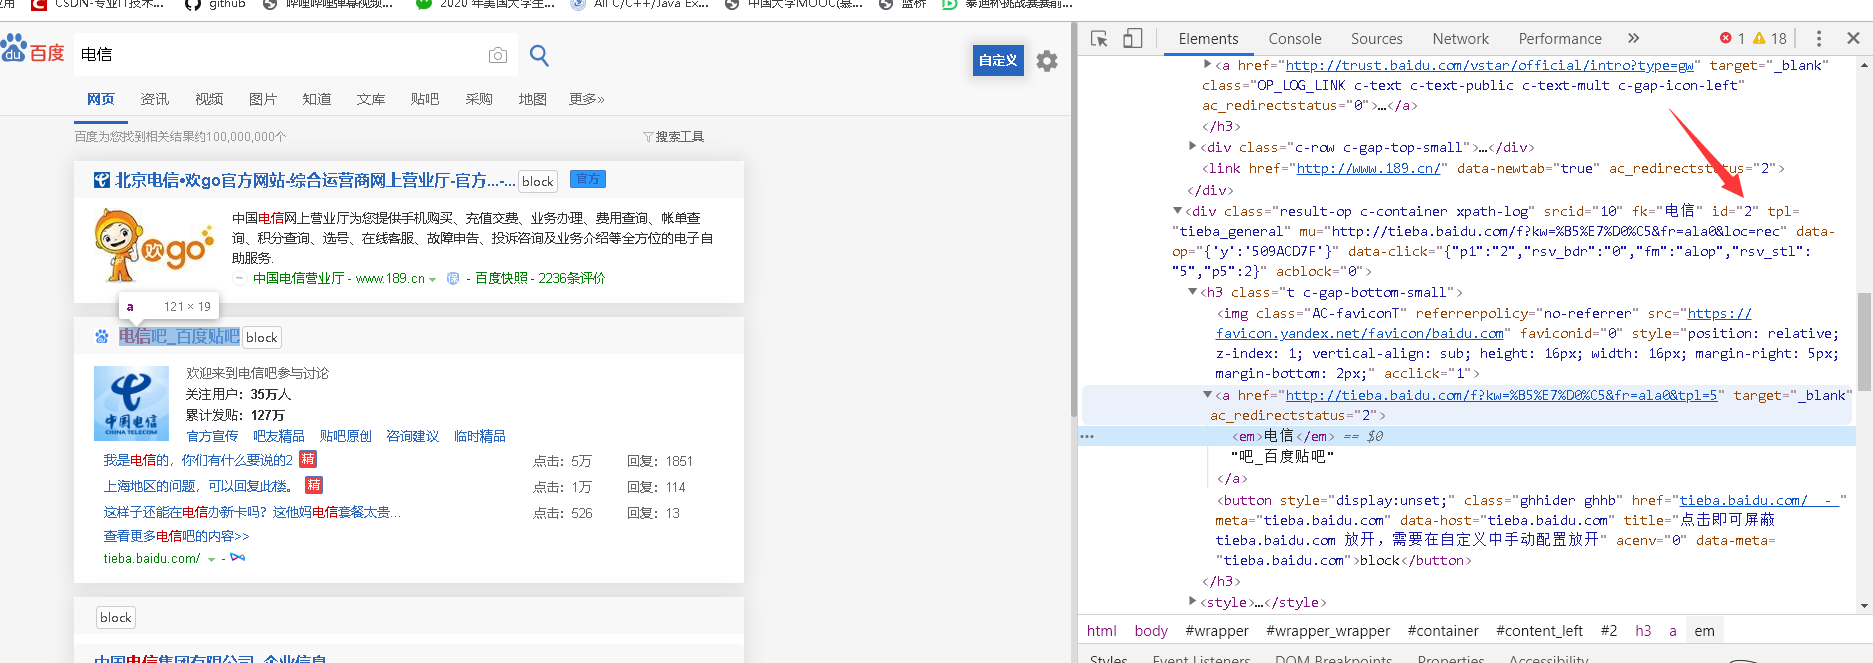 应用 CSDN-专业IT技术... github 哔哩哔哩弹幕视频... 2020 年美国大学生... All C/C++/Java Ex... 中国大学MOOC(慕... 蓝桥 泰迪杯挑战赛赛前...
du 百度 电信 自定义
网页 资讯 视频 图片 知道 文库 贴吧 采购 地图 更多»
百度为您找到相关结果约100,000,000个 搜索工具
北京电信•欢go官方网站-综合运营商网上营业厅-官方...-... block 官方
欢go
中国电信网上营业厅为您提供手机购买、充值交费、业务办理、费用查询、帐单查
询、积分查询、选号、在线客服、故障申告、投诉咨询及业务介绍等全方位的电子自
助服务.
中国电信营业厅 - www.189.cn - 百度快照 - 2236条评价
a 121 × 19
电信吧_百度贴吧 block
中国电信
CHINA TELECOM
欢迎来到电信吧参与讨论
关注用户：35万人
累计发贴：127万
官方宣传 吧友精品 贴吧原创 咨询建议 临时精品
我是电信的，你们有什么要说的2 精 点击：5万 回复：1851
上海地区的问题，可以回复此楼。 精 点击：1万 回复：114
这样子还能在电信办新卡吗？这他妈电信套餐太贵... 点击：526 回复：13
查看更多电信吧的内容>>
tieba.baidu.com/ -
block
中国电信集团有限公司_企业信息
Elements Console Sources Network Performance » 1 18
<a href="http://trust.baidu.com/vstar/official/intro?type=gw" target="_blank"
class="OP_LOG_LINK c-text c-text-public c-text-mult c-gap-icon-left"
ac_redirectstatus="0">…</a>
</h3>
<div class="c-row c-gap-top-small">…</div>
<link href="http://www.189.cn/" data-newtab="true" ac_redirectstatus="2">
</div>
<div class="result-op c-container xpath-log" srcid="10" fk="电信" id="2" tpl=
"tieba_general" mu="http://tieba.baidu.com/f?kw=%B5%E7%D0%C5&fr=ala0&loc=rec" data-
op="{'y':'509ACD7F'}" data-click="{"p1":"2","rsv_bdr":"0","fm":"alop","rsv_stl":
"5","p5":2}" acblock="0">
<h3 class="t c-gap-bottom-small">
<img class="AC-faviconT" referrerpolicy="no-referrer" src="https://
favicon.yandex.net/favicon/baidu.com" faviconid="0" style="position: relative;
z-index: 1; vertical-align: sub; height: 16px; width: 16px; margin-right: 5px;
margin-bottom: 2px;" acclick="1">
<a href="http://tieba.baidu.com/f?kw=%B5%E7%D0%C5&fr=ala0&tpl=5" target="_blank"
ac_redirectstatus="2">
… <em>电信</em> == $0
"吧_百度贴吧"
</a>
<button style="display:unset;" class="ghhider ghhb" href="tieba.baidu.com/ - "
meta="tieba.baidu.com" data-host="tieba.baidu.com" title="点击即可屏蔽
tieba.baidu.com 放开，需要在自定义中手动配置放开" acenv="0" data-meta=
"tieba.baidu.com">block</button>
</h3>
<style>…</style>
html body #wrapper #wrapper_wrapper #container #content_left #2 h3 a em
Styles Event Listeners DOM Breakpoints Properties Accessibility